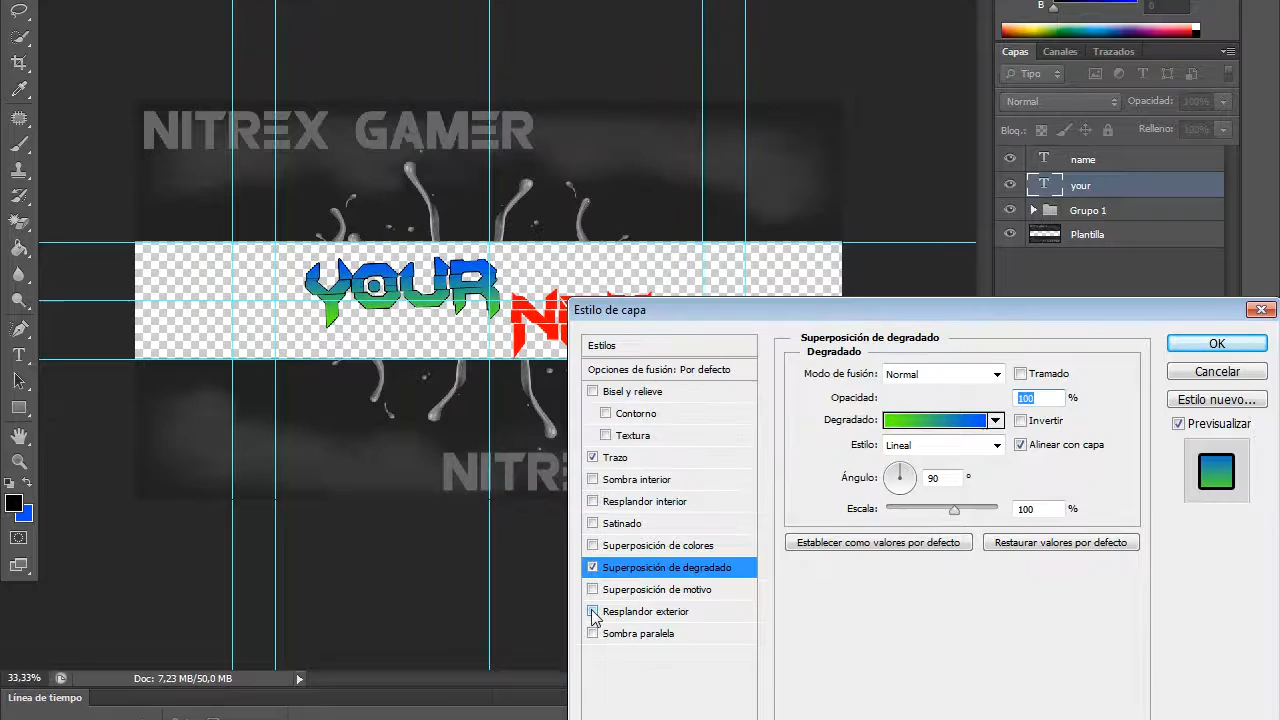 B
0
Capas Canales Trazados
Tipo
Normal Opacidad: 100%
Bloq.: Relleno: 100%
T name
T your
Grupo 1
Plantilla
NITREX GAMER
YOUR
Estilo de capa
Estilos
Opciones de fusión: Por defecto
Bisel y relieve
Contorno
Textura
Trazo
Sombra interior
Resplandor interior
Satinado
Superposición de colores
Superposición de degradado
Superposición de motivo
Resplandor exterior
Sombra paralela
Superposición de degradado
Degradado
Modo de fusión: Normal Tramado
Opacidad: 100 %
Degradado: Invertir
Estilo: Lineal Alinear con capa
Ángulo: 90 °
Escala: 100 %
Establecer como valores por defecto Restaurar valores por defecto
OK
Cancelar
Estilo nuevo...
Previsualizar
NITRE
33,33% Doc: 7,23 MB/50,0 MB
Línea de tiempo